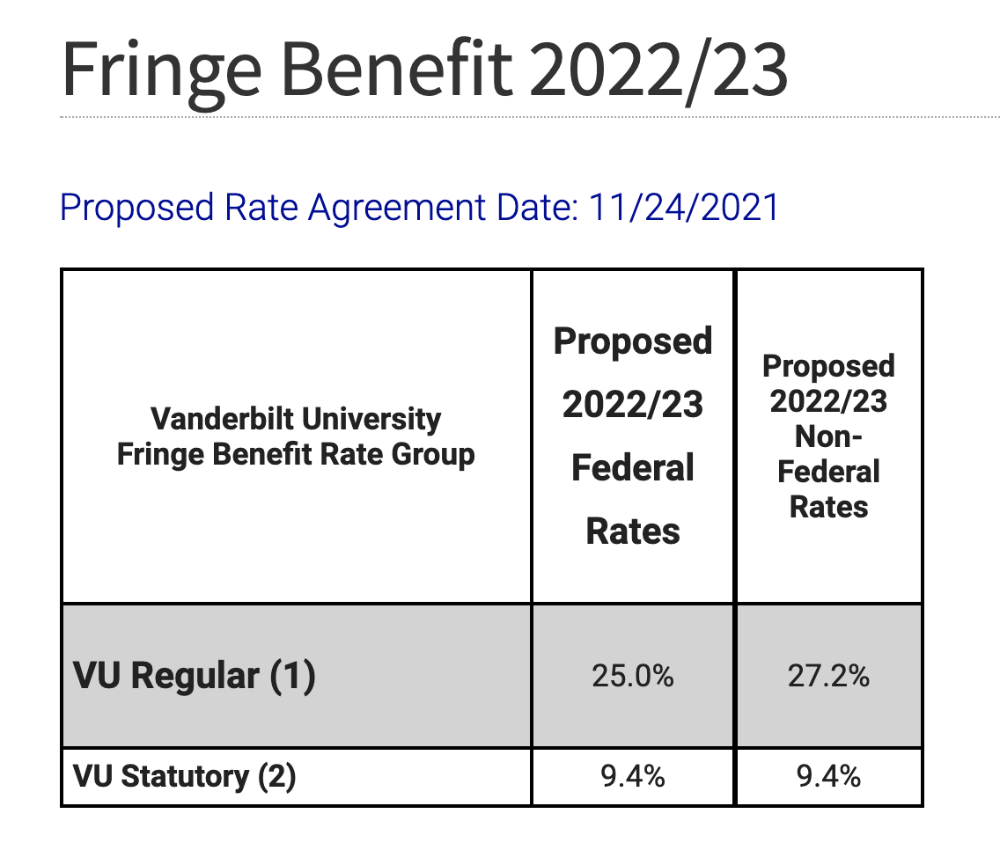 Fringe Benefit 2022/23
Proposed Rate Agreement Date: 11/24/2021
Vanderbilt University
Fringe Benefit Rate Group
Proposed
2022/23
Federal
Rates
Proposed
2022/23
Non-
Federal
Rates
VU Regular (1)
25.0%
27.2%
VU Statutory (2)
9.4%
9.4%